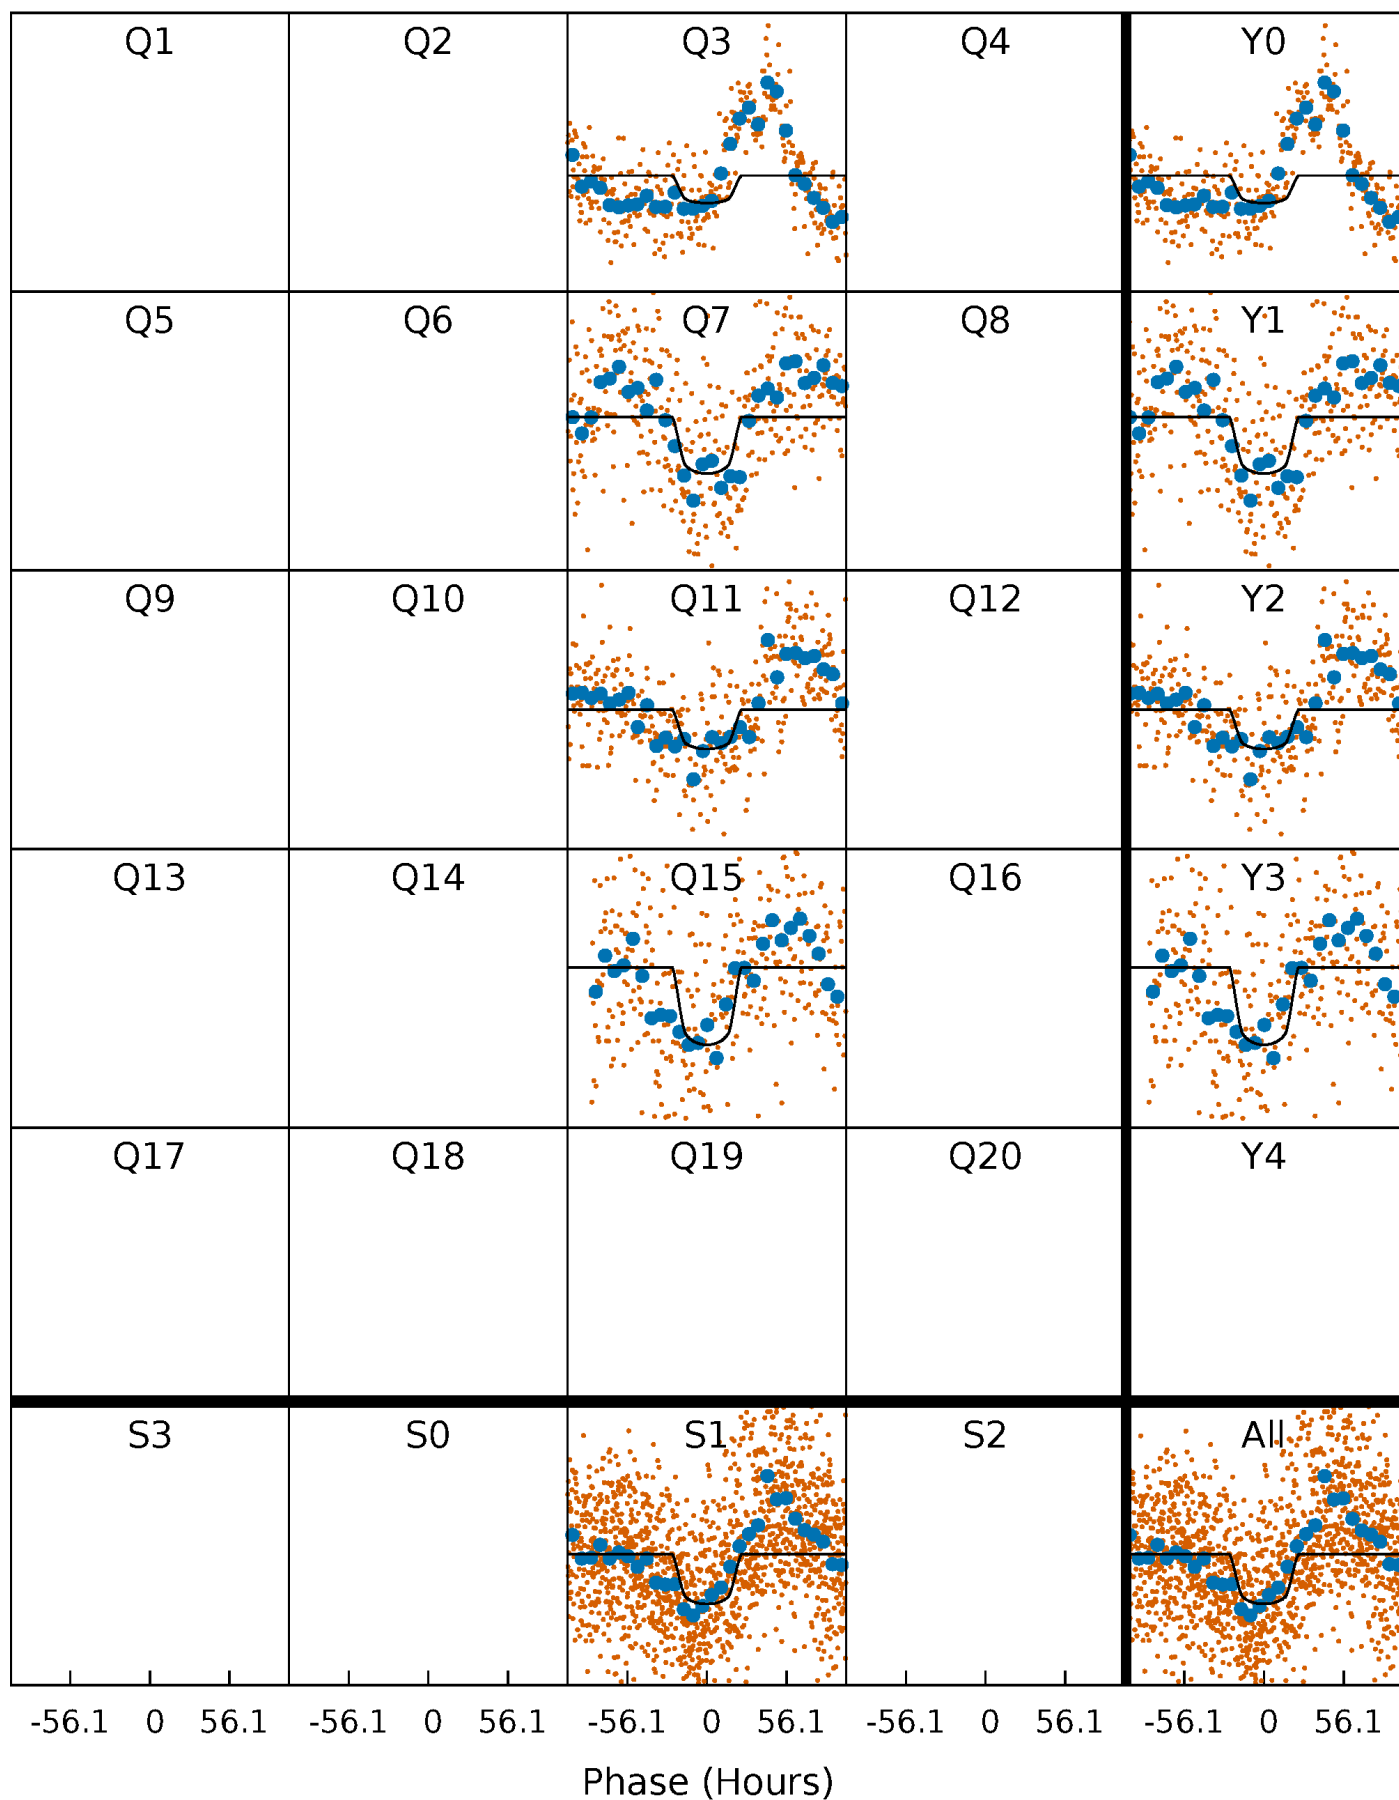 Q1 Q2 Q3 Q4 Y0
Q5 Q6 Q7 Q8 Y1
Q9 Q10 Q11 Q12 Y2
Q13 Q14 Q15 Q16 Y3
Q17 Q18 Q19 Q20 Y4
S3 S0 S1 S2 All
-56.1 0 56.1 -56.1 0 56.1 -56.1 0 56.1 -56.1 0 56.1 -56.1 0 56.1
Phase (Hours)